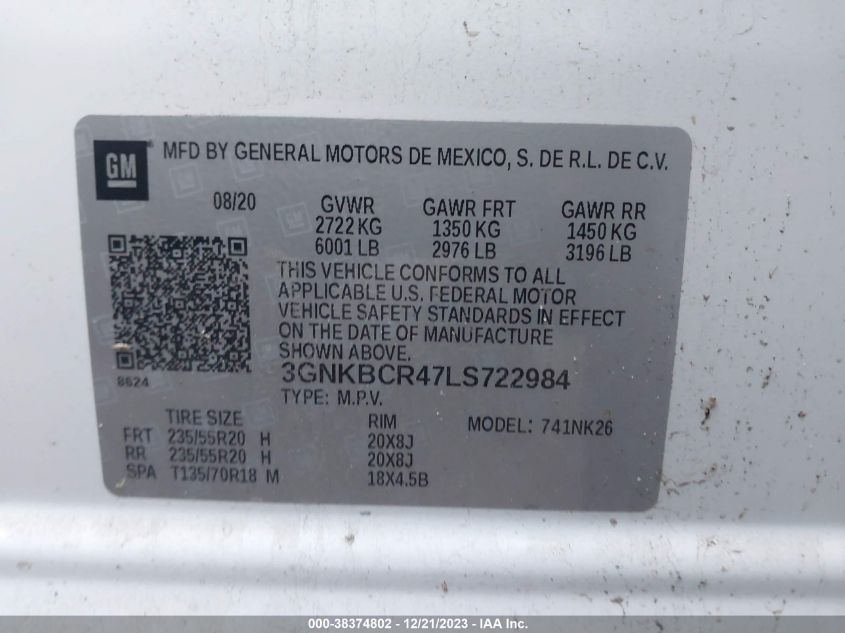 GM
MFD BY GENERAL MOTORS DE MEXICO, S. DE R.L. DE C.V.
08/20 GVWR GAWR FRT GAWR RR
2722 KG 1350 KG 1450 KG
6001 LB 2976 LB 3196 LB
THIS VEHICLE CONFORMS TO ALL
APPLICABLE U.S. FEDERAL MOTOR
VEHICLE SAFETY STANDARDS IN EFFECT
ON THE DATE OF MANUFACTURE
SHOWN ABOVE.
8624
3GNKBCR47LS722984
TYPE: M.P.V.
TIRE SIZE RIM MODEL: 741NK26
FRT 235/55R20 H 20X8J
RR 235/55R20 H 20X8J
SPA T135/70R18 M 18X4.5B
000-38374802 - 12/21/2023 - IAA Inc.